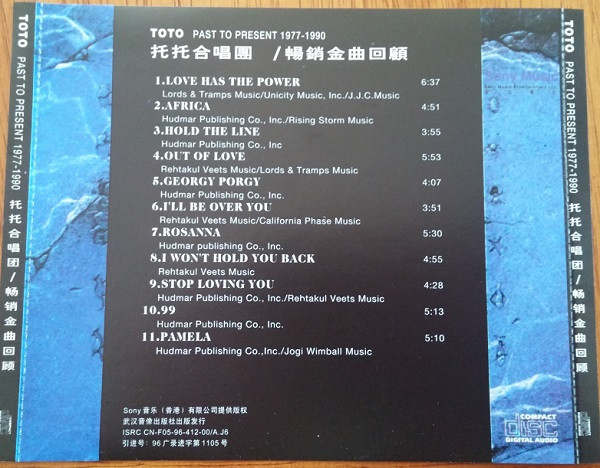 TOTO PAST TO PRESENT 1977-1990 托托合唱团/畅销金曲回顾
TOTO PAST TO PRESENT 1977-1990
托托合唱團 /暢銷金曲回顧
1.LOVE HAS THE POWER 6:37
Lords & Tramps Music/Unicity Music, Inc./J.J.C.Music
2.AFRICA 4:51
Hudmar Publishing Co., Inc./Rising Storm Music
3.HOLD THE LINE 3:55
Hudmar Publishing Co., Inc
4.OUT OF LOVE 5:53
Rehtakul Veets Music/Lords & Tramps Music
5.GEORGY PORGY 4:07
Hudmar Publishing Co., Inc.
6.I'LL BE OVER YOU 3:51
Rehtakul Veets Music/California Phase Music
7.ROSANNA 5:30
Hudmar publishing Co., Inc.
8.I WON'T HOLD YOU BACK 4:55
Rehtakul Veets Music
9.STOP LOVING YOU 4:28
Hudmar Publishing Co., Inc./Rehtakul Veets Music
10.99 5:13
Hudmar Publishing Co., Inc.
11.PAMELA 5:10
Hudmar Publishing Co.,Inc./Jogi Wimball Music
Sony音乐（香港）有限公司提供版权
武汉音像出版社出版发行
ISRC CN-F05-96-412-00/A.J6
引进号：96广录进字第1105号
Sony Music
COMPACT
disc
DIGITAL AUDIO
TOTO PAST TO PRESENT 1977-1990 托托合唱团/畅销金曲回顾